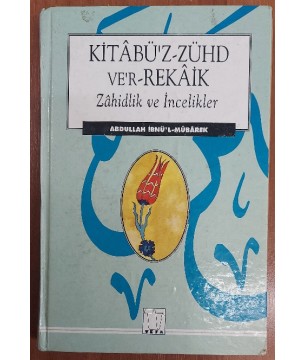 KİTÂBÜ'Z-ZÜHD
VE'R-REKÂİK
Zâhidlik ve İncelikler
ABDULLAH İBNÜ'L-MÜBÂREK